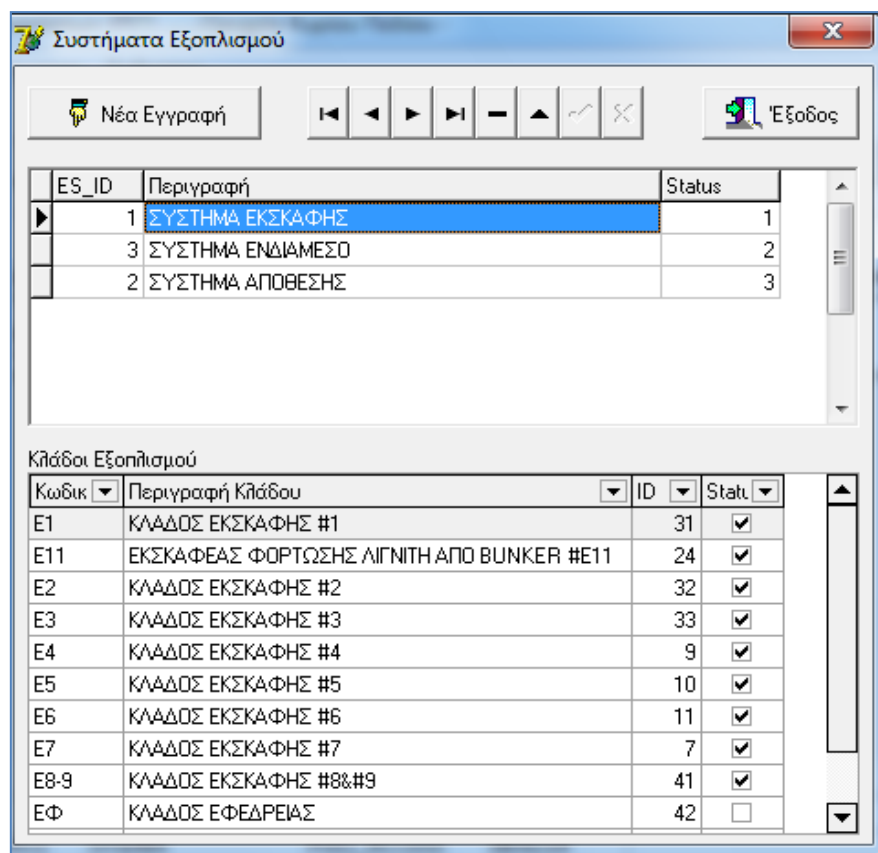 Συστήματα Εξοπλισμού
Νέα Εγγραφή Έξοδος
ES_ID Περιγραφή Status
1 ΣΥΣΤΗΜΑ ΕΚΣΚΑΦΗΣ 1
3 ΣΥΣΤΗΜΑ ΕΝΔΙΑΜΕΣΟ 2
2 ΣΥΣΤΗΜΑ ΑΠΟΘΕΣΗΣ 3
Κλάδοι Εξοπλισμού
Κωδικ Περιγραφή Κλάδου ID Statu
E1 ΚΛΑΔΟΣ ΕΚΣΚΑΦΗΣ #1 31
E11 ΕΚΣΚΑΦΕΑΣ ΦΟΡΤΩΣΗΣ ΛΙΓΝΙΤΗ ΑΠΟ BUNKER #E11 24
E2 ΚΛΑΔΟΣ ΕΚΣΚΑΦΗΣ #2 32
E3 ΚΛΑΔΟΣ ΕΚΣΚΑΦΗΣ #3 33
E4 ΚΛΑΔΟΣ ΕΚΣΚΑΦΗΣ #4 9
E5 ΚΛΑΔΟΣ ΕΚΣΚΑΦΗΣ #5 10
E6 ΚΛΑΔΟΣ ΕΚΣΚΑΦΗΣ #6 11
E7 ΚΛΑΔΟΣ ΕΚΣΚΑΦΗΣ #7 7
E8-9 ΚΛΑΔΟΣ ΕΚΣΚΑΦΗΣ #8&#9 41
ΕΦ ΚΛΑΔΟΣ ΕΦΕΔΡΕΙΑΣ 42